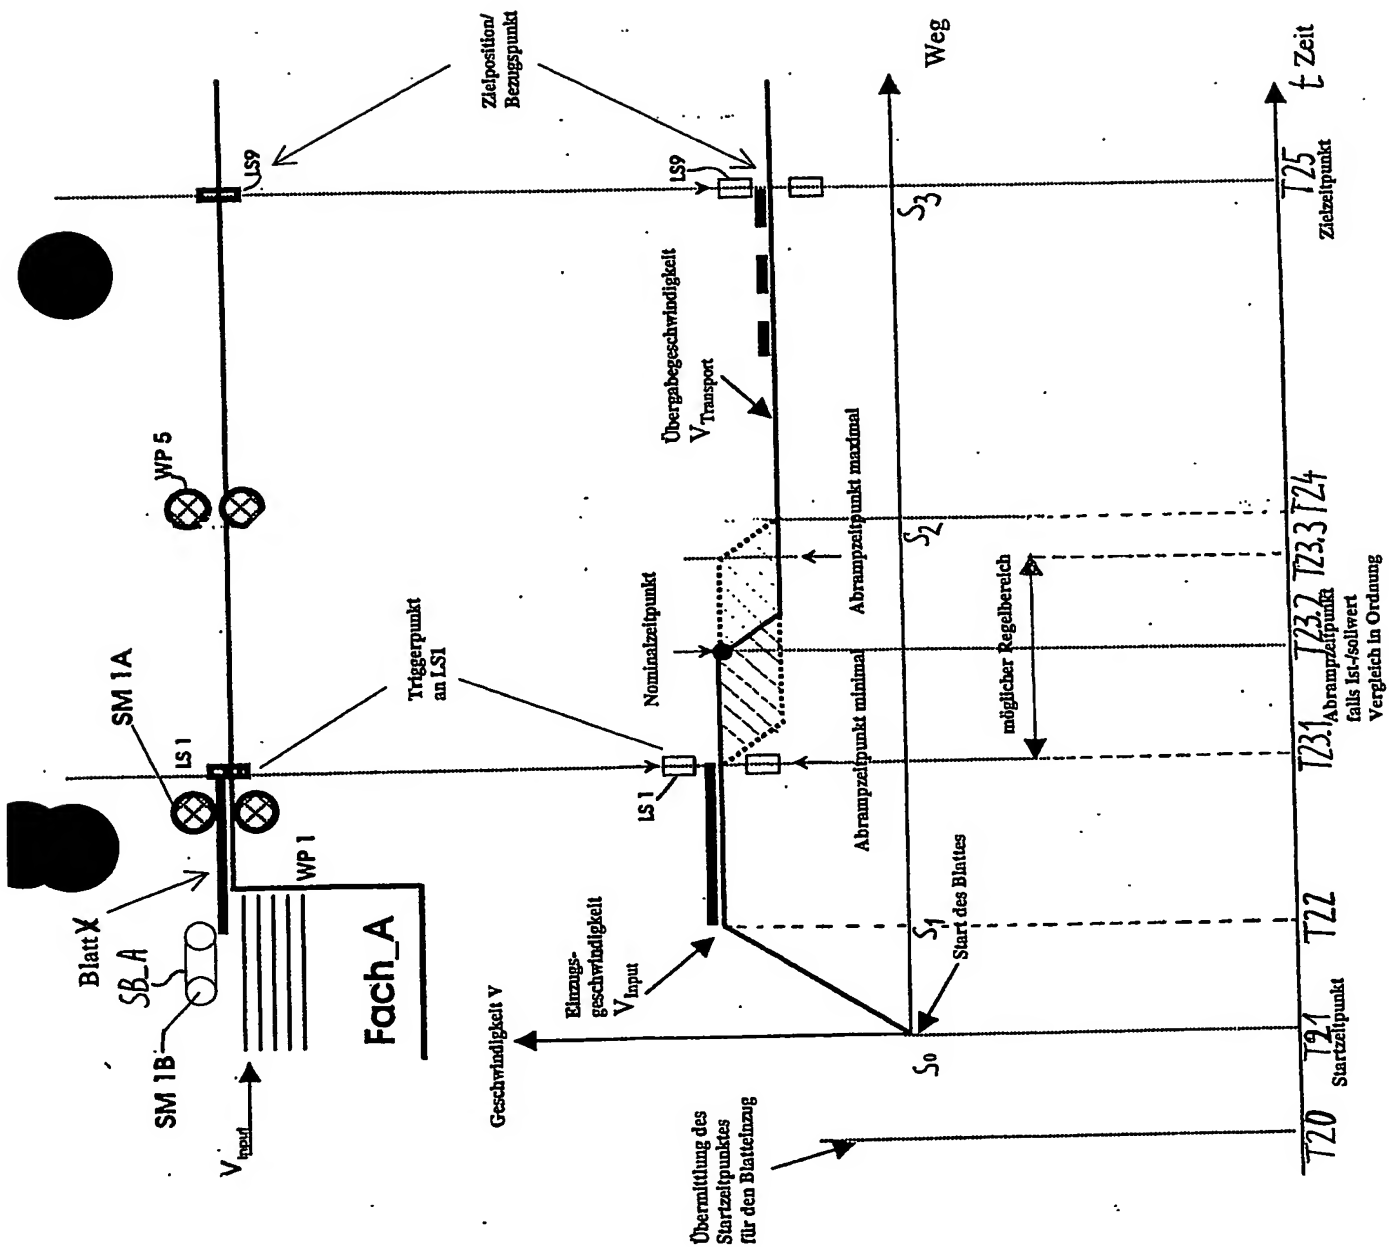 SM 1A
LS 1
WP 5
LS9
Zielposition/
Bezugspunkt
Blatt X
SB_A
SM 1B
WP 1
Fach_A
V Input
Triggerpunkt
an LS1
Geschwindigkeit V
Einzugs-
geschwindigkeit
V Input
LS 1
Nominalzeitpunkt
Übergabegeschwindigkeit
V Transport
LS9
Abrampzeitpunkt minimal
Abrampzeitpunkt maximal
Weg
S0
S1
S2
S3
Start des Blattes
möglicher Regelbereich
Übermittlung des
Startzeitpunktes
für den Blatteinzug
T20
T21
Startzeitpunkt
T22
T23.1
T23.2
Abrampzeitpunkt
falls Ist-/sollwert
Vergleich in Ordnung
T23.3
T24
T25
Zielzeitpunkt
t Zeit